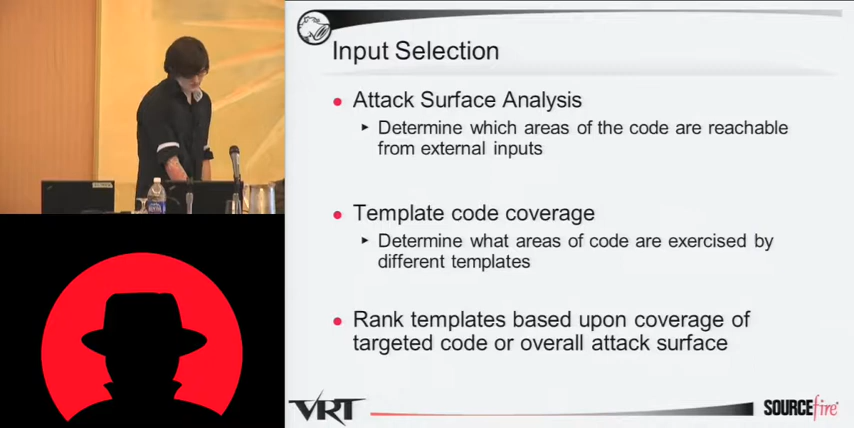 Input Selection
Attack Surface Analysis
Determine which areas of the code are reachable
from external inputs
Template code coverage
Determine what areas of code are exercised by
different templates
Rank templates based upon coverage of
targeted code or overall attack surface
VRT
SOURCEfire